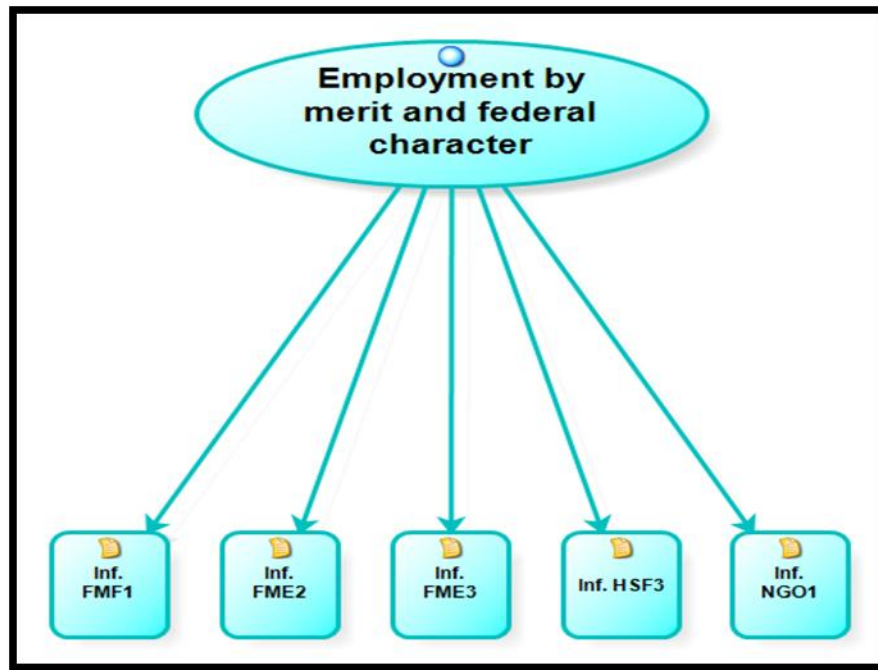 Employment by
merit and federal
character
Inf.
FMF1
Inf.
FME2
Inf.
FME3
Inf. HSF3
Inf.
NGO1